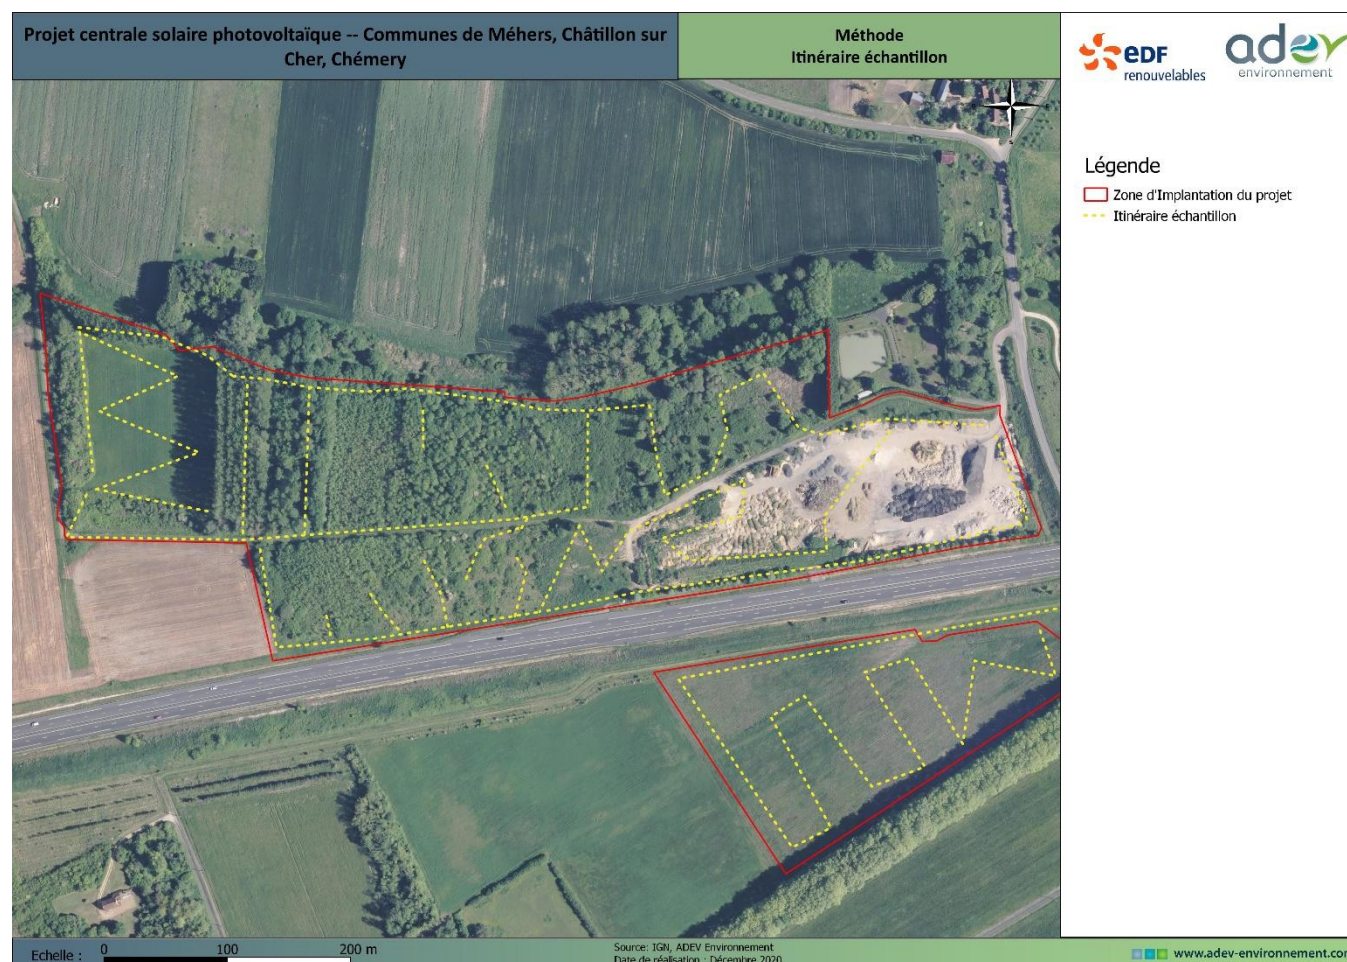 Projet centrale solaire photovoltaïque -- Communes de Méhers, Châtillon sur
Cher, Chémery
Méthode
Itinéraire échantillon
edf
renouvelables
adev
environnement
Légende
Zone d'Implantation du projet
Itinéraire échantillon
Echelle :
0 100 200 m
Source: IGN, ADEV Environnement
Date de réalisation : Décembre 2020
www.adev-environnement.com